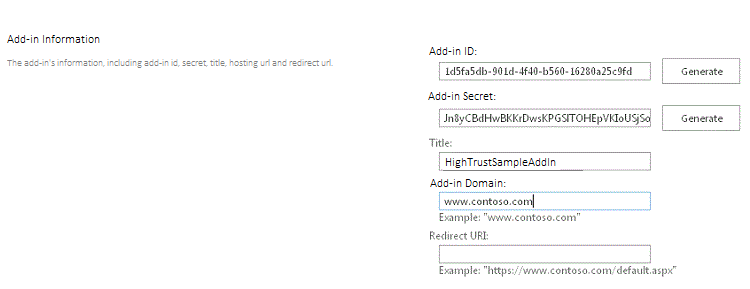 Add-in Information
The add-in's information, including add-in id, secret, title, hosting url and redirect url.
Add-in ID:
1d5fa5db-901d-4f40-b560-16280a25c9fd
Generate
Add-in Secret:
Jn8yCBdHwBKKrDwsKPGSITOHEpVKIoUSjSo
Generate
Title:
HighTrustSampleAddIn
Add-in Domain:
www.contoso.com
Example: "www.contoso.com"
Redirect URI:
Example: "https://www.contoso.com/default.aspx"